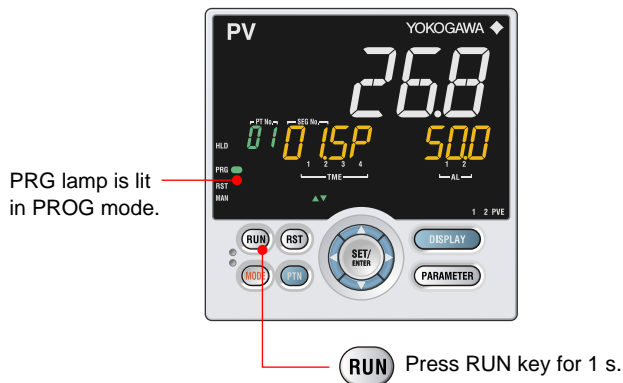 PV YOKOGAWA
26.8
PT No. SEG No.
HLD 01 01.SP 50.0
1 2 3 4 1 2
PRG TME AL
RST
MAN
1 2 PVE
PRG lamp is lit
in PROG mode.
RUN RST SET/ DISPLAY
ENTER
MODE PTN PARAMETER
RUN Press RUN key for 1 s.